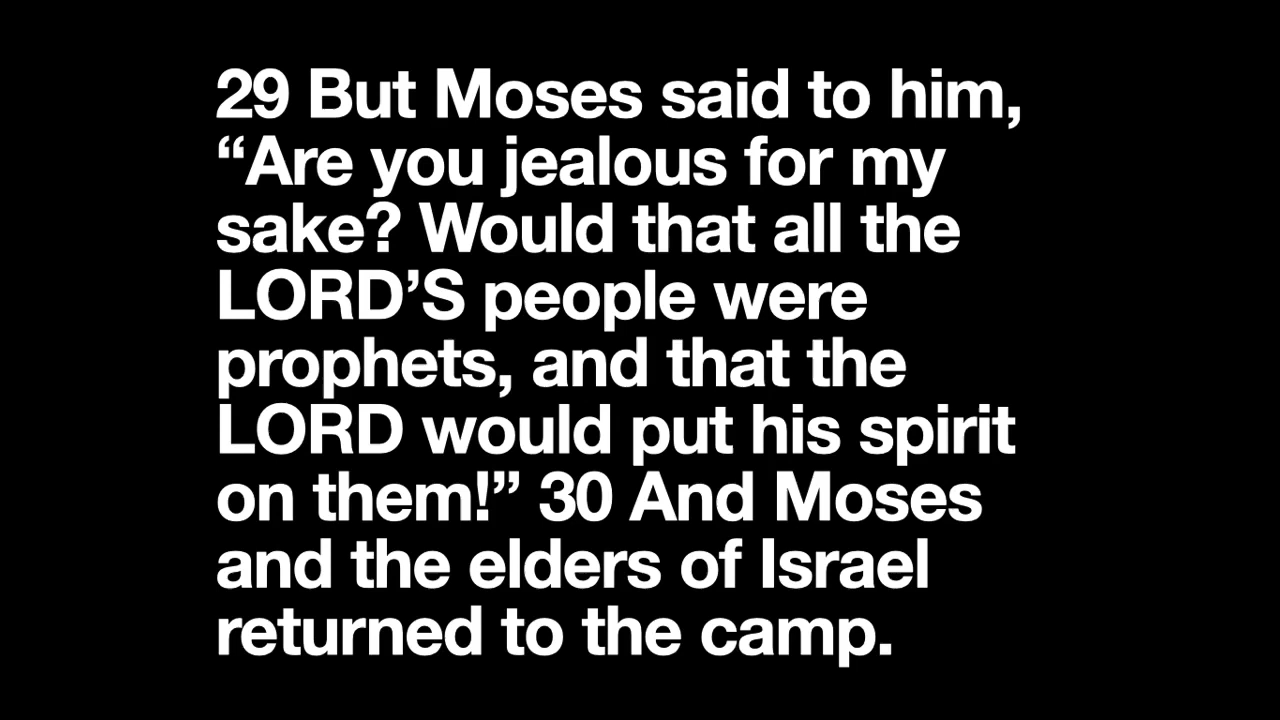 29 But Moses said to him,
“Are you jealous for my
sake? Would that all the
LORD’S people were
prophets, and that the
LORD would put his spirit
on them!” 30 And Moses
and the elders of Israel
returned to the camp.